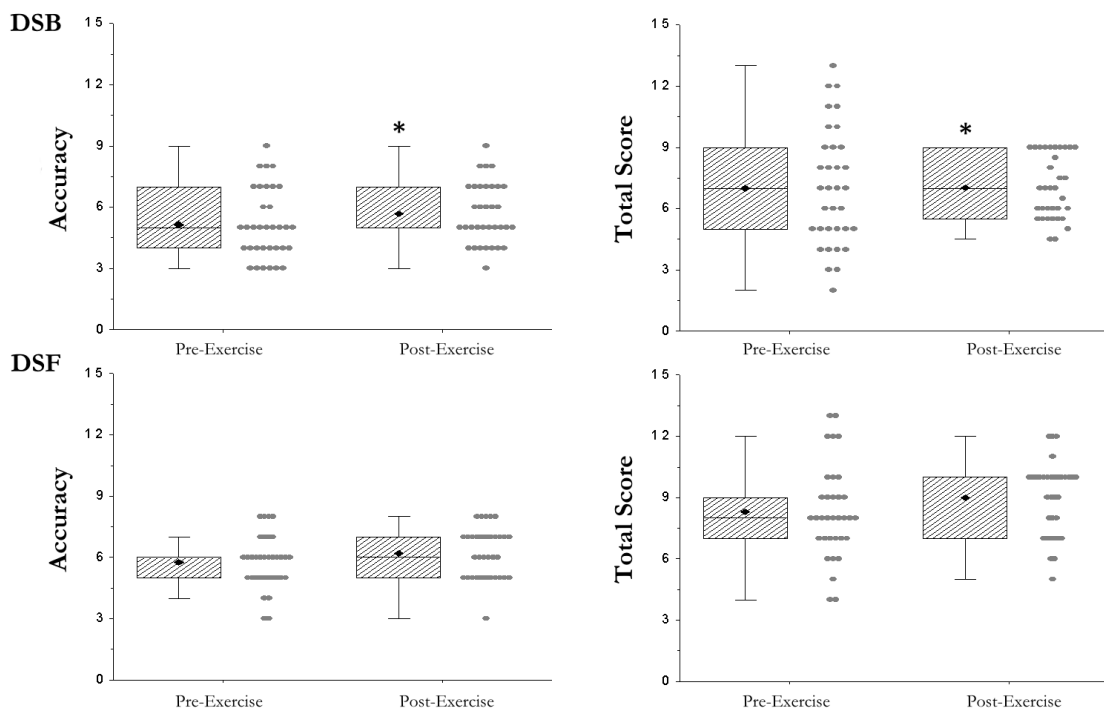 DSB
Accuracy
15
12
9
6
3
0
*
Pre-Exercise
Post-Exercise
Total Score
15
12
9
6
3
0
*
Pre-Exercise
Post-Exercise
DSF
Accuracy
15
12
9
6
3
0
Pre-Exercise
Post-Exercise
Total Score
15
12
9
6
3
0
Pre-Exercise
Post-Exercise